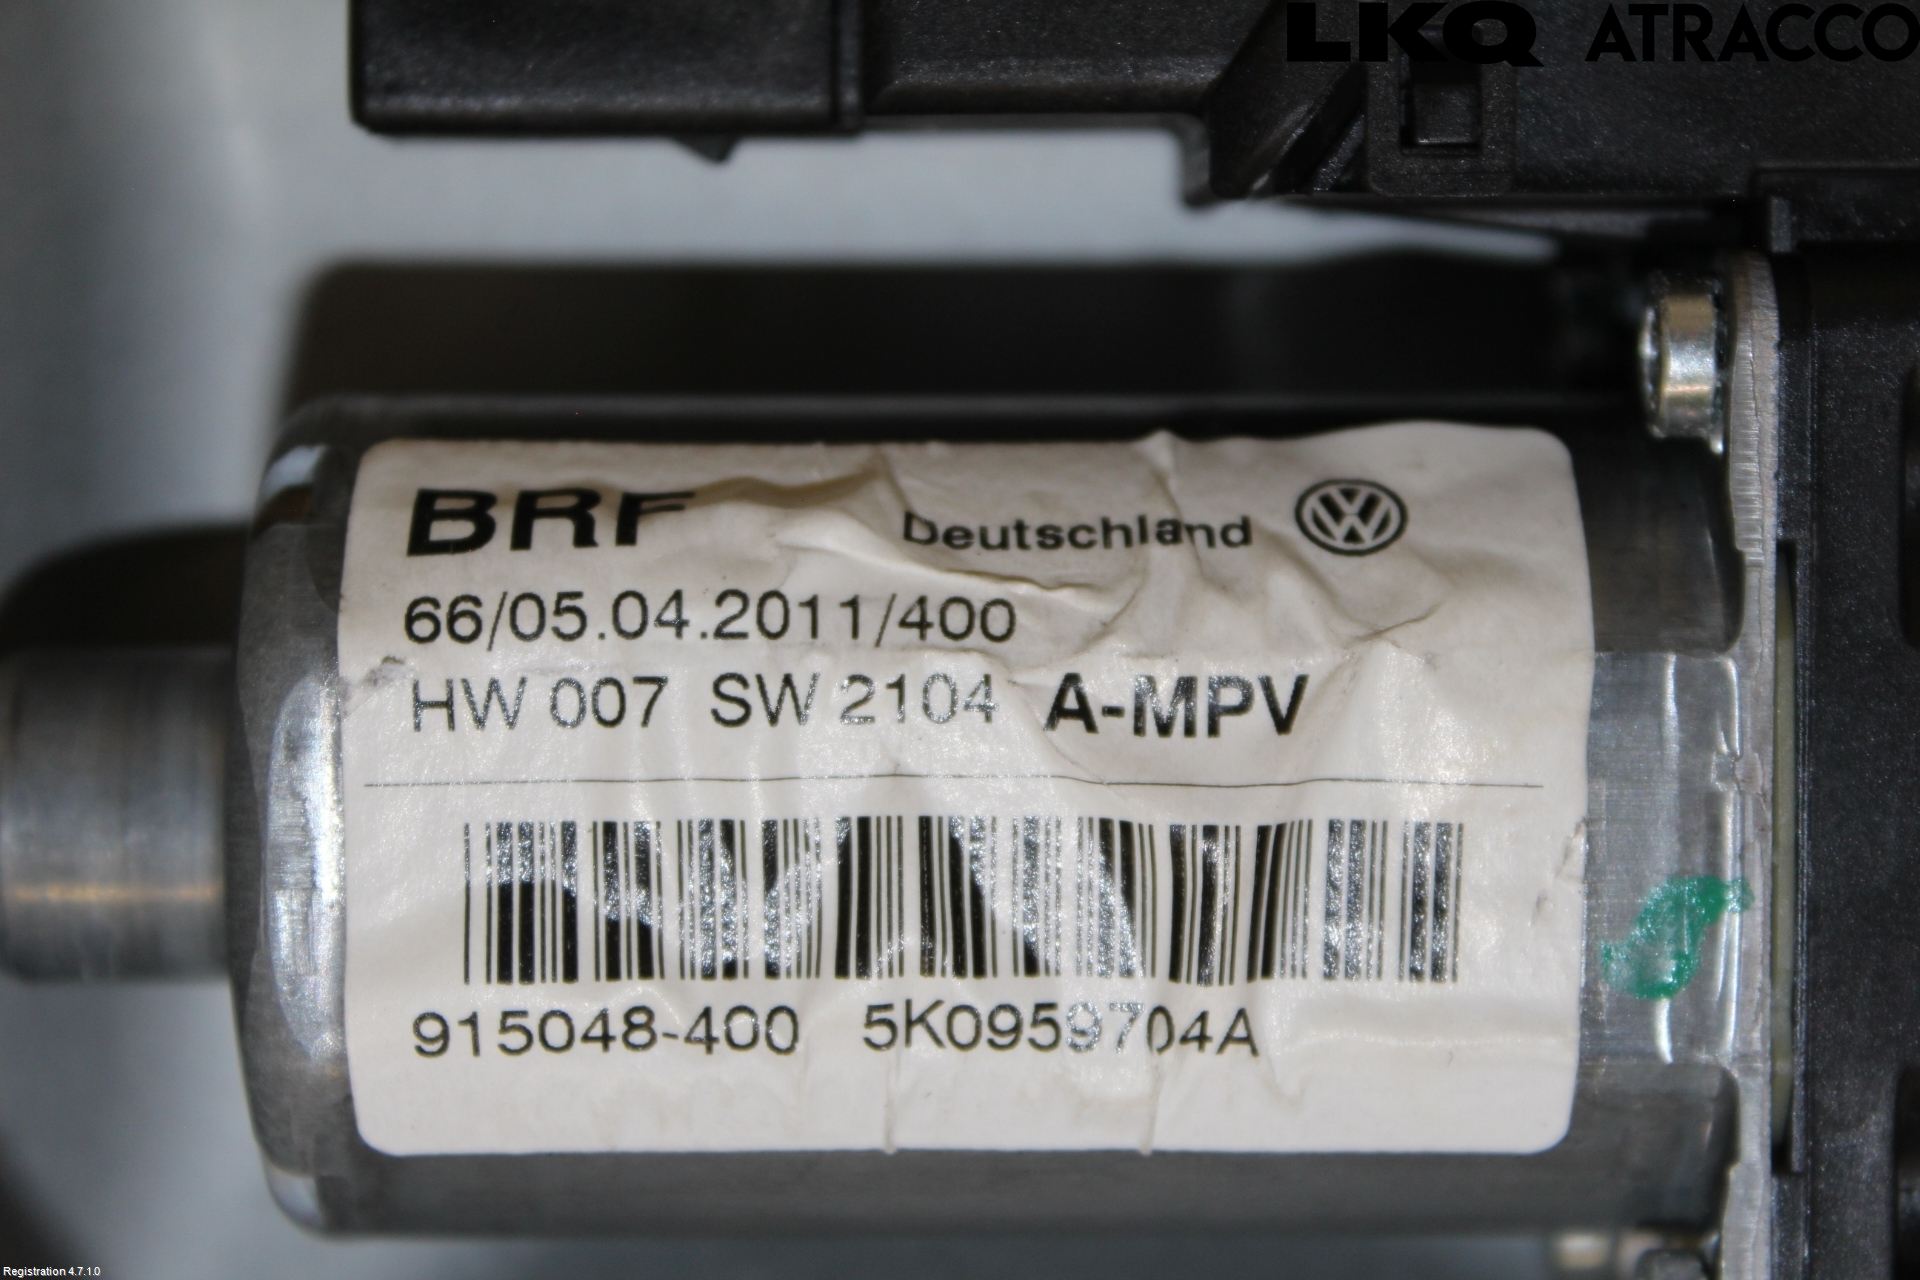 LKQ ATRACCO
BRF Deutschland
66/05.04.2011/400
HW 007 SW 2104 A-MPV
915048-400 5K0959704A
Registration 4.7.1.0